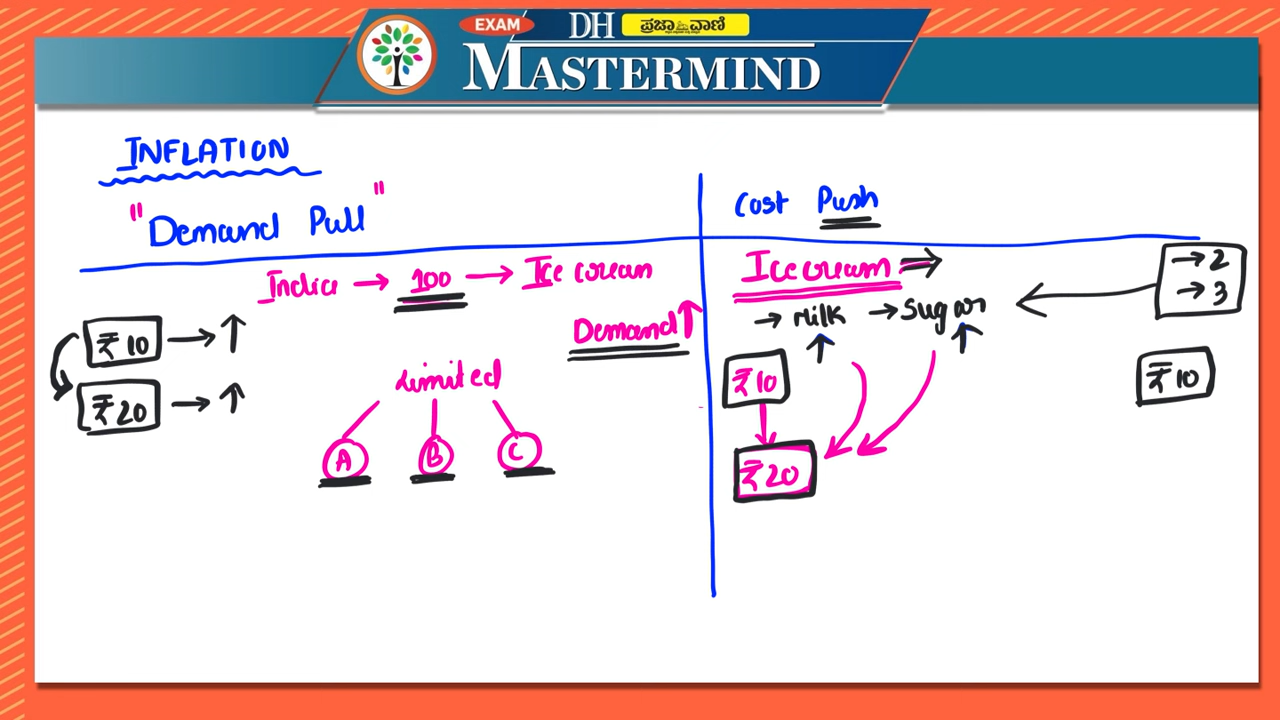 EXAM
DH ಪ್ರಜಾವಾಣಿ
MASTERMIND
INFLATION
"Demand Pull"
India → 100 → Ice cream
₹10 → ↑
Demand ↑
₹20 → ↑
Limited
A B C
Cost Push
Ice cream →
→ Milk → Sugar
↑ ↑
→ 2
→ 3
₹10
₹20
₹10